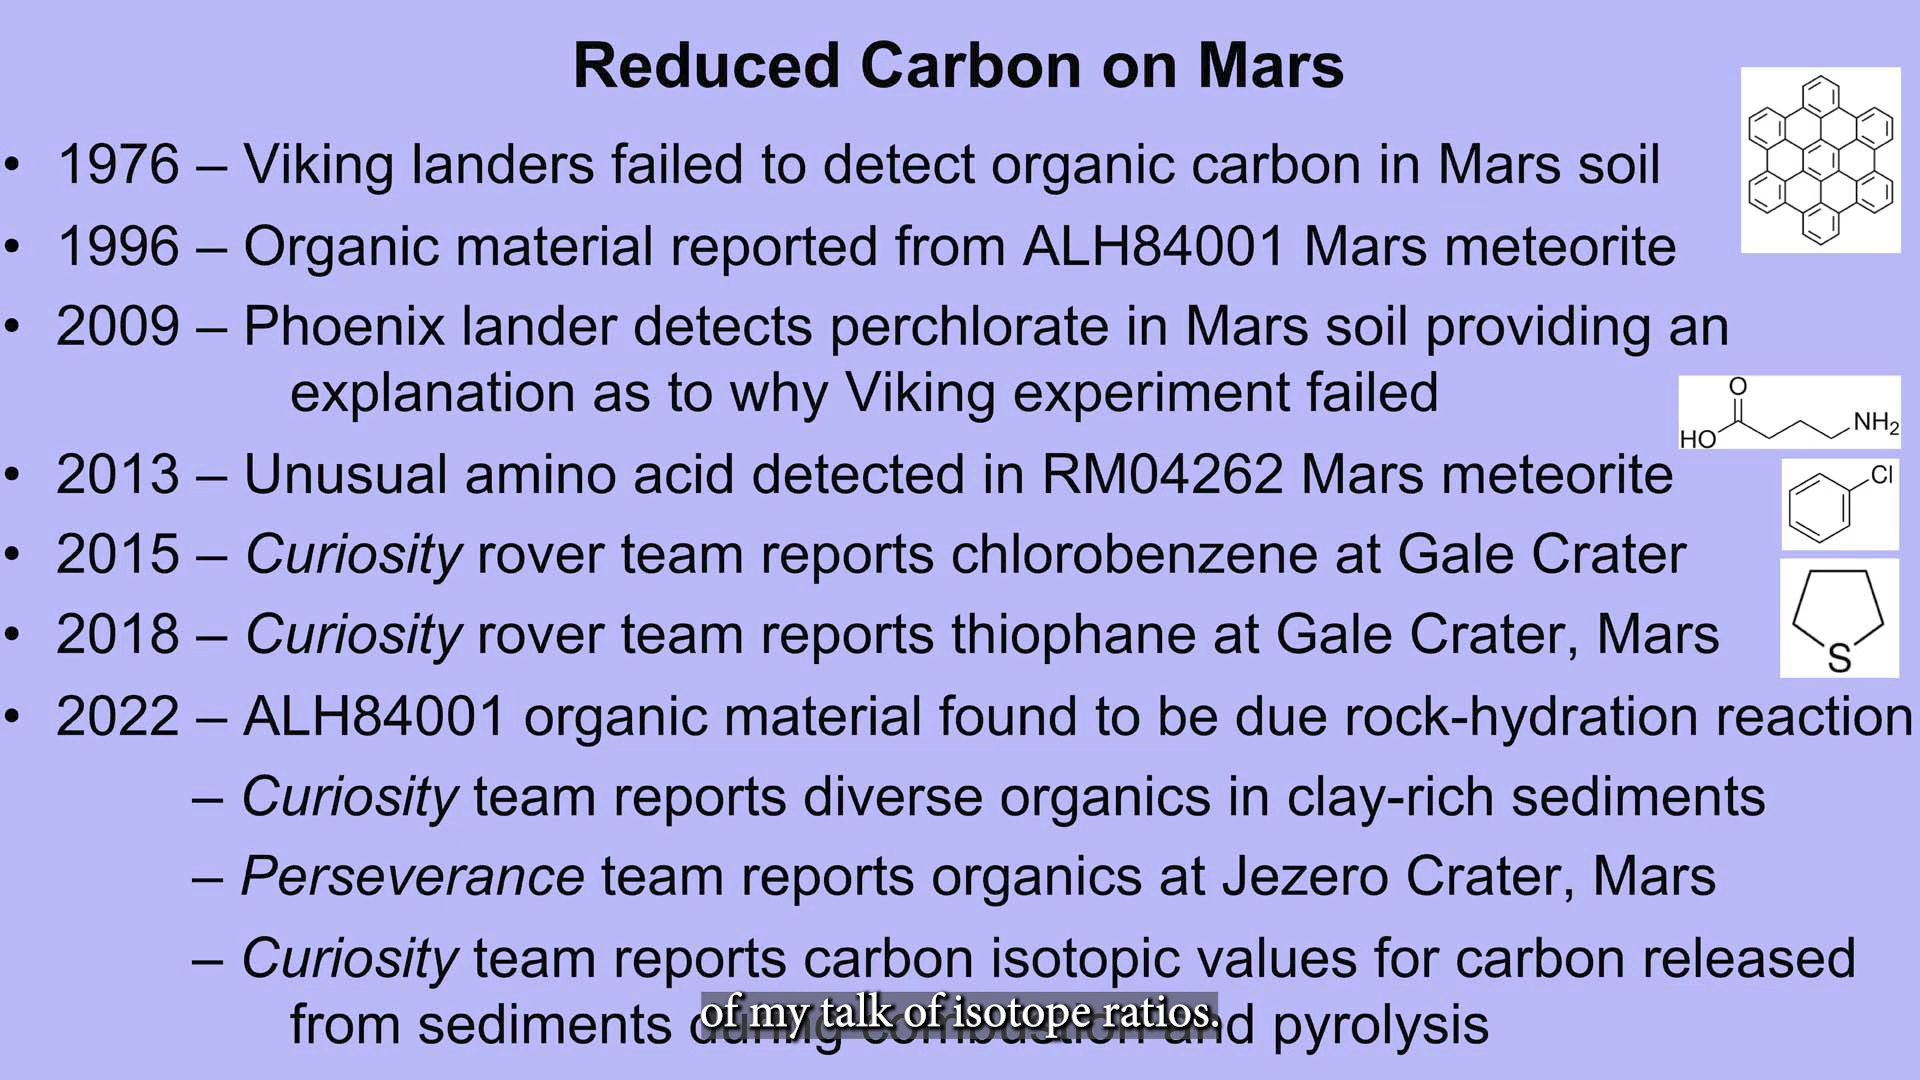 Reduced Carbon on Mars
• 1976 – Viking landers failed to detect organic carbon in Mars soil
• 1996 – Organic material reported from ALH84001 Mars meteorite
• 2009 – Phoenix lander detects perchlorate in Mars soil providing an
explanation as to why Viking experiment failed
O
HO
NH2
• 2013 – Unusual amino acid detected in RM04262 Mars meteorite
Cl
• 2015 – Curiosity rover team reports chlorobenzene at Gale Crater
• 2018 – Curiosity rover team reports thiophane at Gale Crater, Mars
S
• 2022 – ALH84001 organic material found to be due rock-hydration reaction
– Curiosity team reports diverse organics in clay-rich sediments
– Perseverance team reports organics at Jezero Crater, Mars
– Curiosity team reports carbon isotopic values for carbon released
from sediments during combustion and pyrolysis
of my talk of isotope ratios.